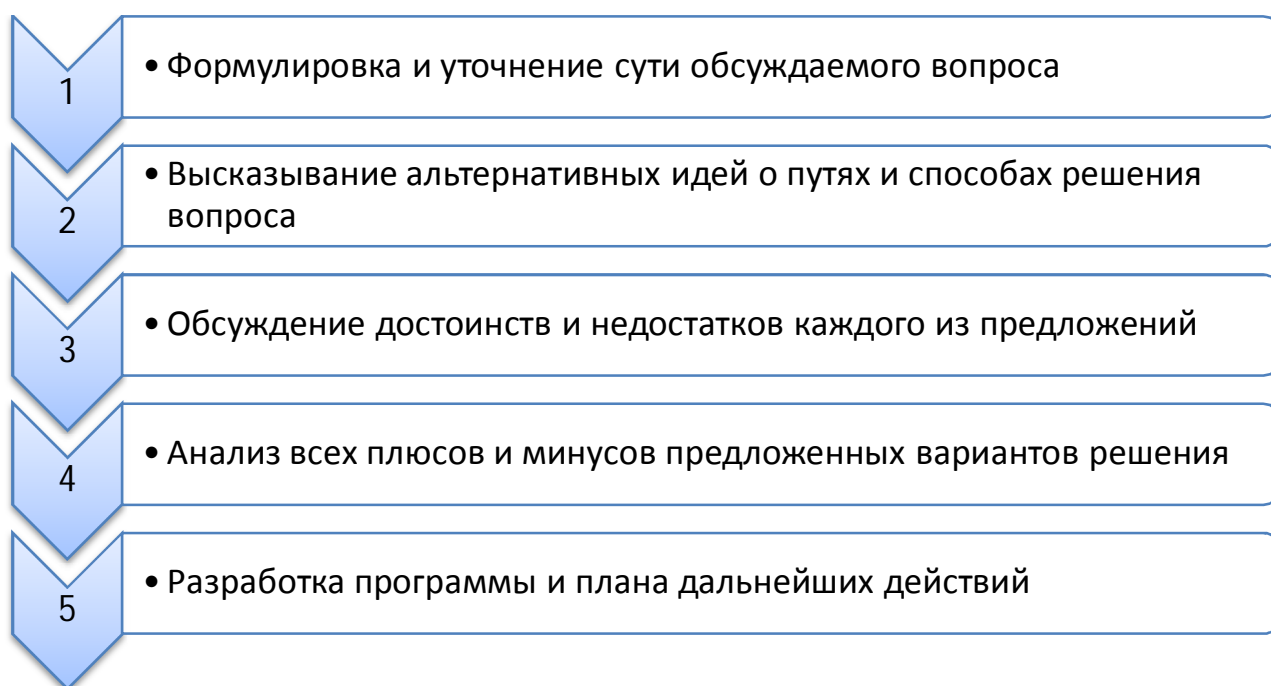 1
• Формулировка и уточнение сути обсуждаемого вопроса
2
• Высказывание альтернативных идей о путях и способах решения
вопроса
3
• Обсуждение достоинств и недостатков каждого из предложений
4
• Анализ всех плюсов и минусов предложенных вариантов решения
5
• Разработка программы и плана дальнейших действий